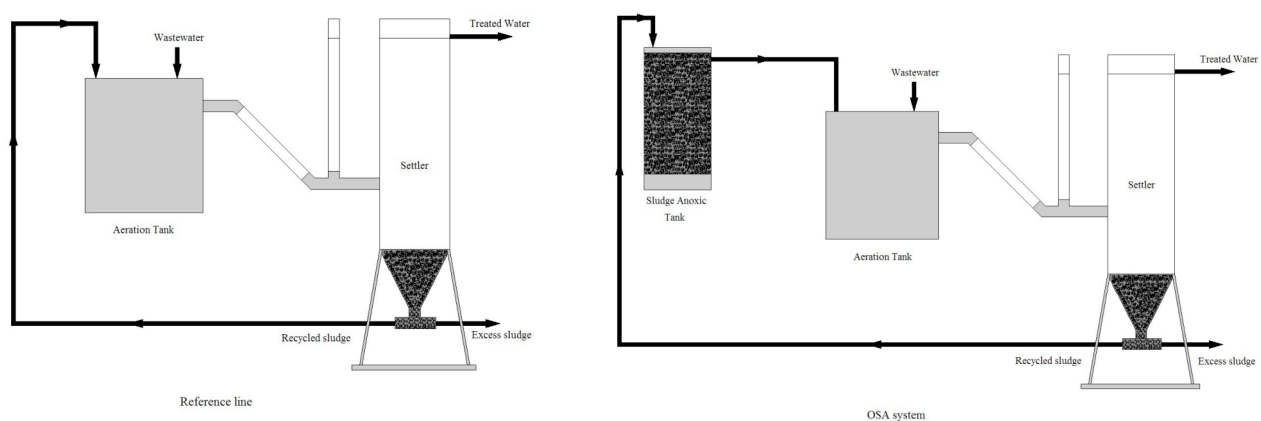 Treated Water
Wastewater
Settler
Aeration Tank
Recycled sludge
Excess sludge
Reference line
Treated Water
Wastewater
Settler
Sludge Anoxic
Tank
Aeration Tank
Recycled sludge
Excess sludge
OSA system